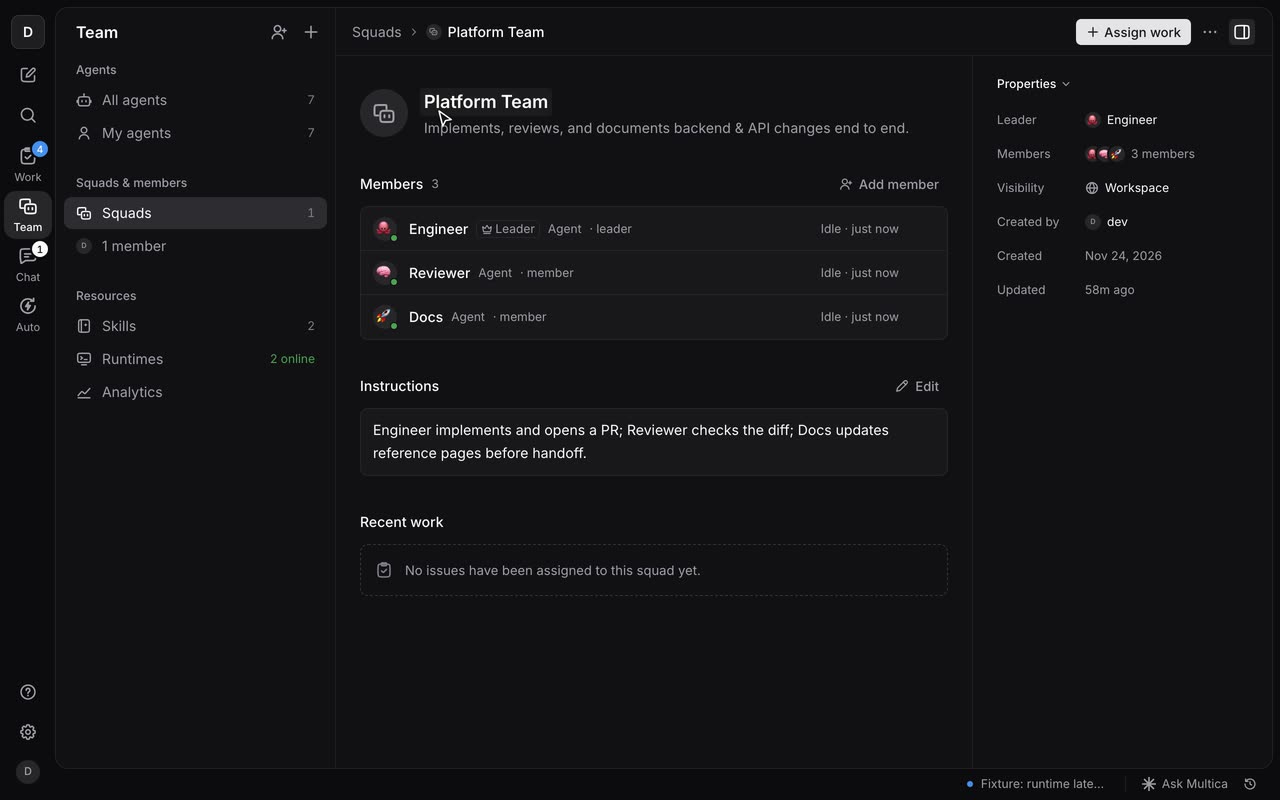 D
Team
Squads
Platform Team
Assign work
Agents
All agents 7
My agents 7
4
Work
Team
1
Chat
Auto
Squads & members
Squads 1
D 1 member
Resources
Skills 2
Runtimes 2 online
Analytics
Platform Team
Implements, reviews, and documents backend & API changes end to end.
Members 3
Add member
Engineer Leader Agent · leader Idle · just now
Reviewer Agent · member Idle · just now
Docs Agent · member Idle · just now
Instructions
Edit
Engineer implements and opens a PR; Reviewer checks the diff; Docs updates
reference pages before handoff.
Recent work
No issues have been assigned to this squad yet.
Properties
Leader Engineer
Members 3 members
Visibility Workspace
Created by D dev
Created Nov 24, 2026
Updated 58m ago
D
Fixture: runtime late...
Ask Multica